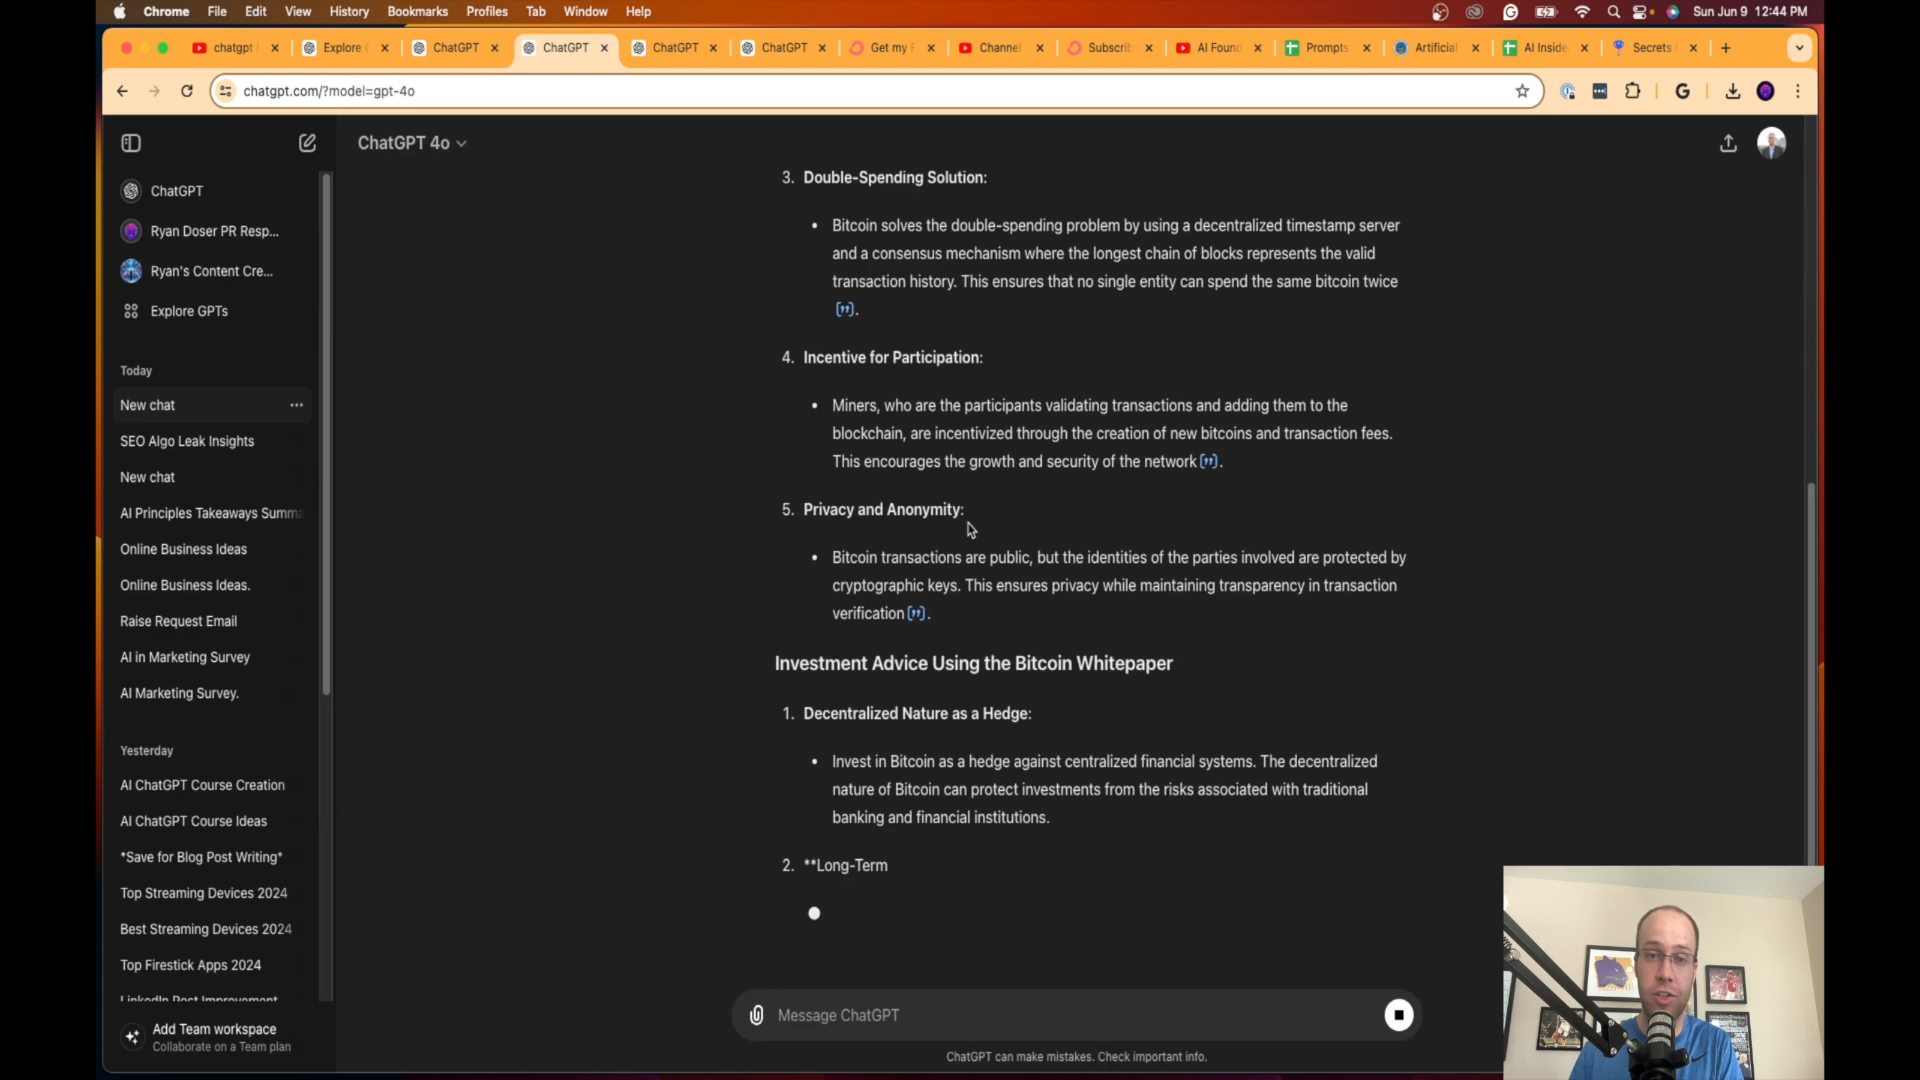 Chrome File Edit View History Bookmarks Profiles Tab Window Help
Sun Jun 9 12:44 PM
chatgpt
Explore
ChatGPT
ChatGPT
ChatGPT
ChatGPT
Get my
Channel
Subscrib
AI Found
Prompts
Artificial
AI Inside
Secrets
chatgpt.com/?model=gpt-4o
ChatGPT 4o
ChatGPT
Ryan Doser PR Resp...
Ryan's Content Cre...
Explore GPTs
Today
New chat
SEO Algo Leak Insights
New chat
AI Principles Takeaways Summa
Online Business Ideas
Online Business Ideas.
Raise Request Email
AI in Marketing Survey
AI Marketing Survey.
Yesterday
AI ChatGPT Course Creation
AI ChatGPT Course Ideas
*Save for Blog Post Writing*
Top Streaming Devices 2024
Best Streaming Devices 2024
Top Firestick Apps 2024
LinkedIn Post Improvement
Add Team workspace
Collaborate on a Team plan
3. Double-Spending Solution:
• Bitcoin solves the double-spending problem by using a decentralized timestamp server
and a consensus mechanism where the longest chain of blocks represents the valid
transaction history. This ensures that no single entity can spend the same bitcoin twice
["].
4. Incentive for Participation:
• Miners, who are the participants validating transactions and adding them to the
blockchain, are incentivized through the creation of new bitcoins and transaction fees.
This encourages the growth and security of the network ["].
5. Privacy and Anonymity:
• Bitcoin transactions are public, but the identities of the parties involved are protected by
cryptographic keys. This ensures privacy while maintaining transparency in transaction
verification ["].
Investment Advice Using the Bitcoin Whitepaper
1. Decentralized Nature as a Hedge:
• Invest in Bitcoin as a hedge against centralized financial systems. The decentralized
nature of Bitcoin can protect investments from the risks associated with traditional
banking and financial institutions.
2. **Long-Term
Message ChatGPT
ChatGPT can make mistakes. Check important info.